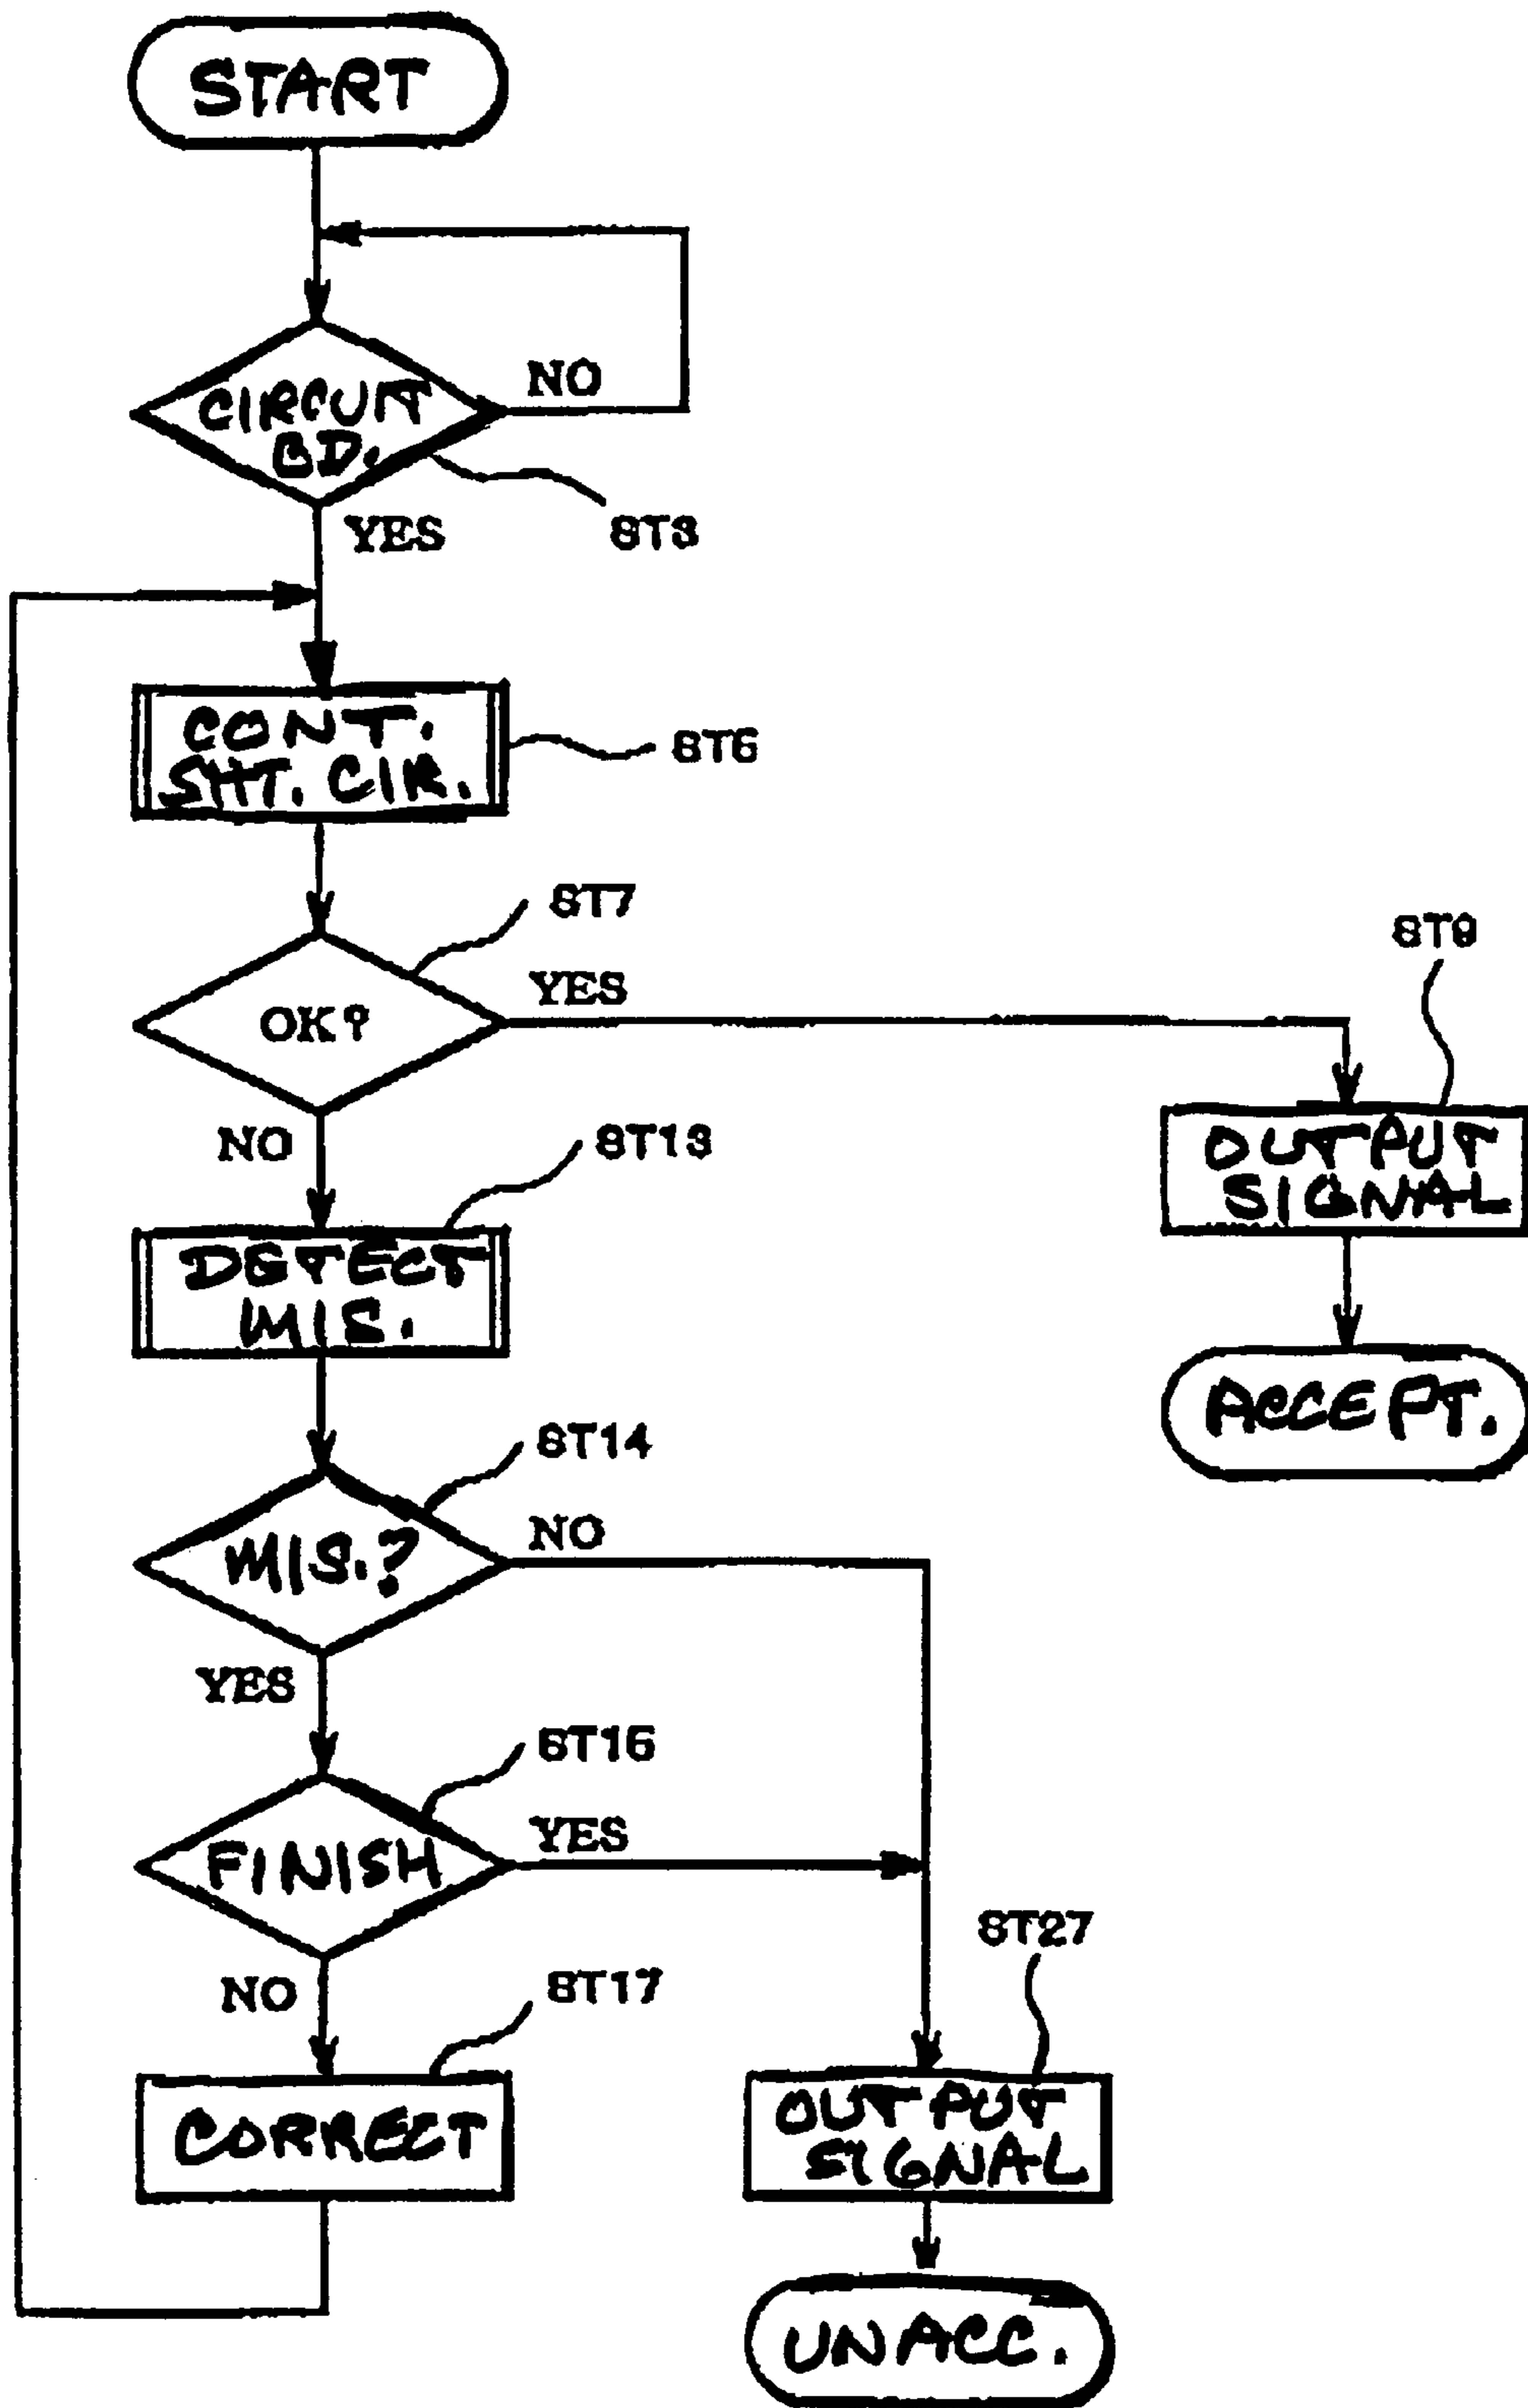 START
CIRCUIT
BD.
NO
YES
ST3
CONT.
SHT. CIR.
ST6
ST7
OK?
YES
ST9
NO
ST13
OUTPUT
SIGNAL
DETECT
MIS.
ACCEPT.
ST14
MIS.?
NO
YES
ST16
FINISH
YES
ST27
NO
ST17
CORRECT
OUTPUT
SIGNAL
UNACC.